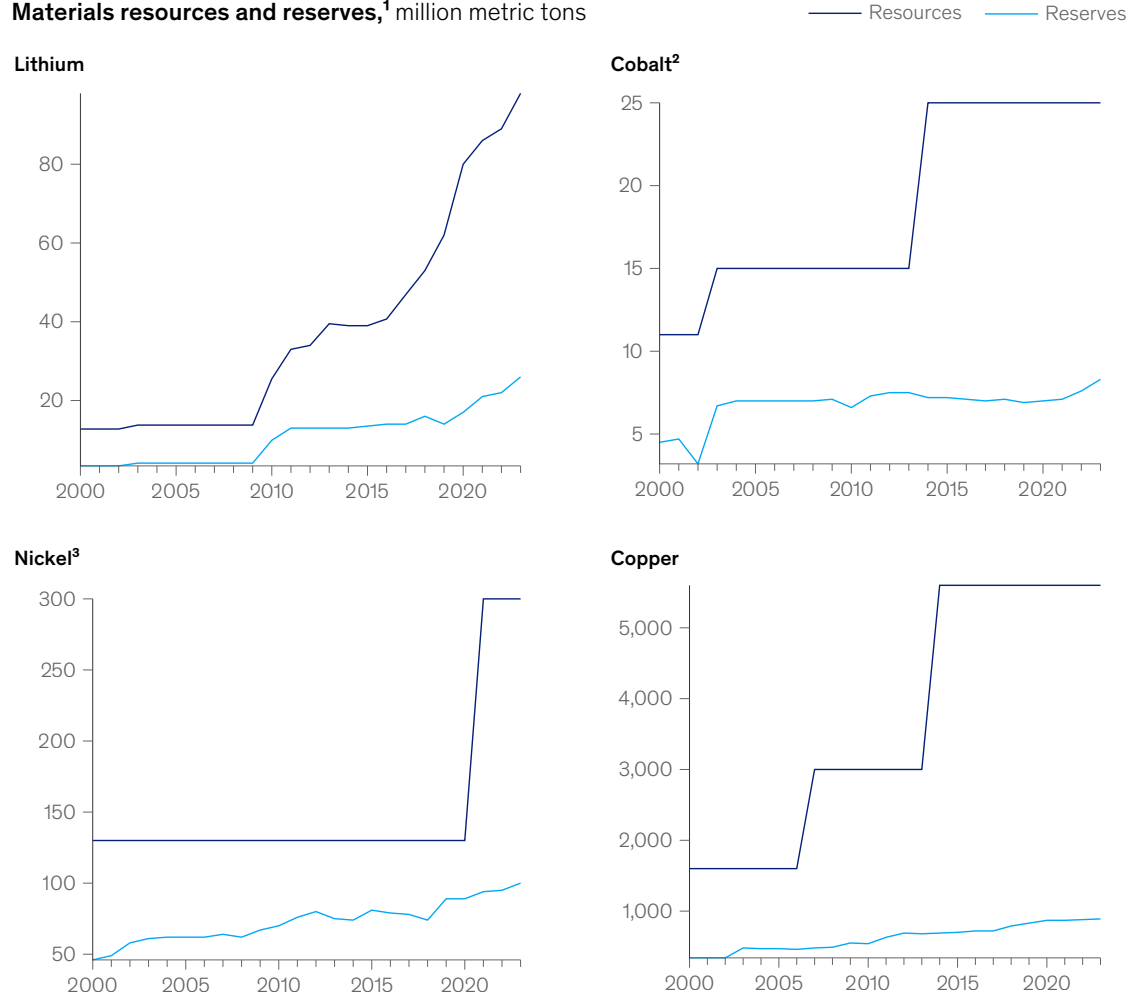 Materials resources and reserves,¹ million metric tons
Resources
Reserves
Lithium
80
60
40
20
2000 2005 2010 2015 2020
Cobalt²
25
20
15
10
5
2000 2005 2010 2015 2020
Nickel³
300
250
200
150
100
50
2000 2005 2010 2015 2020
Copper
5,000
4,000
3,000
2,000
1,000
2000 2005 2010 2015 2020